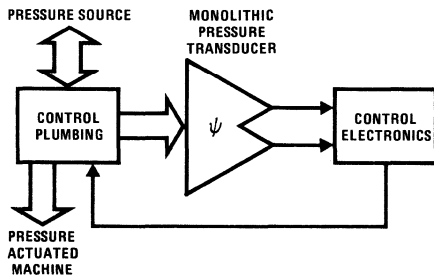 PRESSURE SOURCE
MONOLITHIC
PRESSURE
TRANSDUCER
CONTROL
PLUMBING
ψ
CONTROL
ELECTRONICS
PRESSURE
ACTUATED
MACHINE